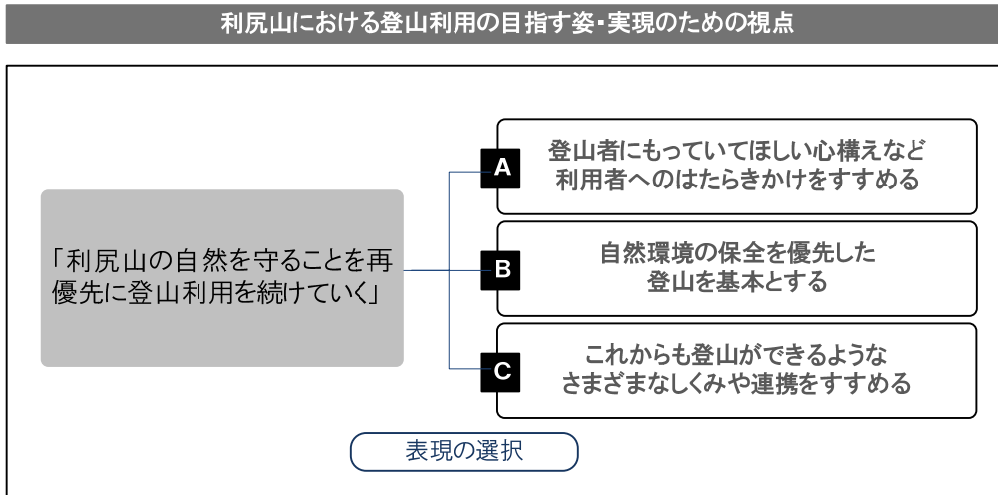 利尻山における登山利用の目指す姿・実現のための視点
「利尻山の自然を守ることを再
優先に登山利用を続けていく」
A
登山者にもっていてほしい心構えなど
利用者へのはたらきかけをすすめる
B
自然環境の保全を優先した
登山を基本とする
C
これからも登山ができるような
さまざまなしくみや連携をすすめる
表現の選択